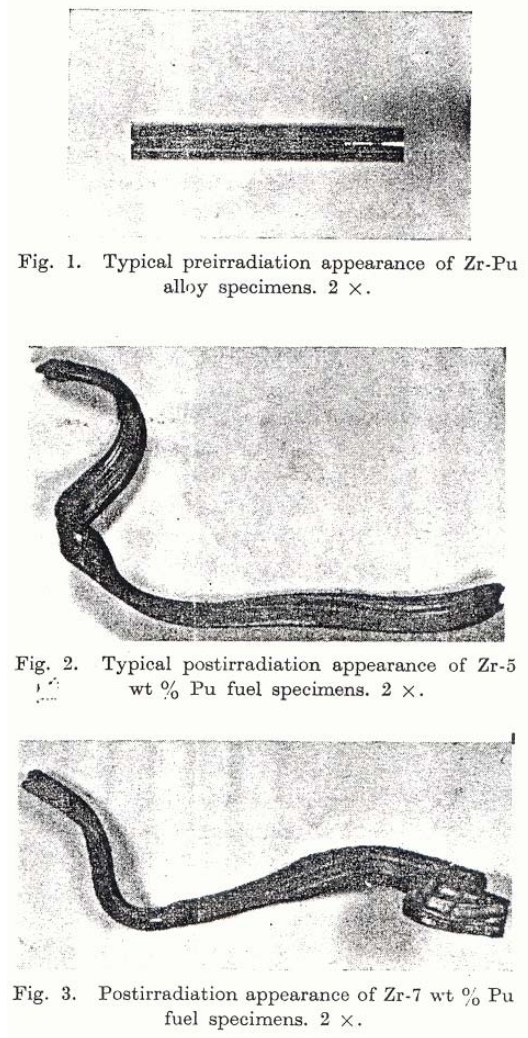 Fig. 1. Typical preirradiation appearance of Zr-Pu
alloy specimens. 2 ×.
Fig. 2. Typical postirradiation appearance of Zr-5
wt % Pu fuel specimens. 2 ×.
Fig. 3. Postirradiation appearance of Zr-7 wt % Pu
fuel specimens. 2 ×.